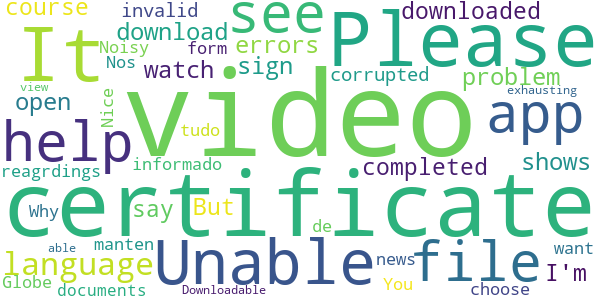 course invalid see Please downloaded
It download
Noisy form errors
Nos watch sign corrupted problem
view exhausting
open Nice video app
help tudo
informado completed shows
reagrdings
certificate
Why say But de
able manten Unable file news want
language I'm
Globe documents Downloadable You choose